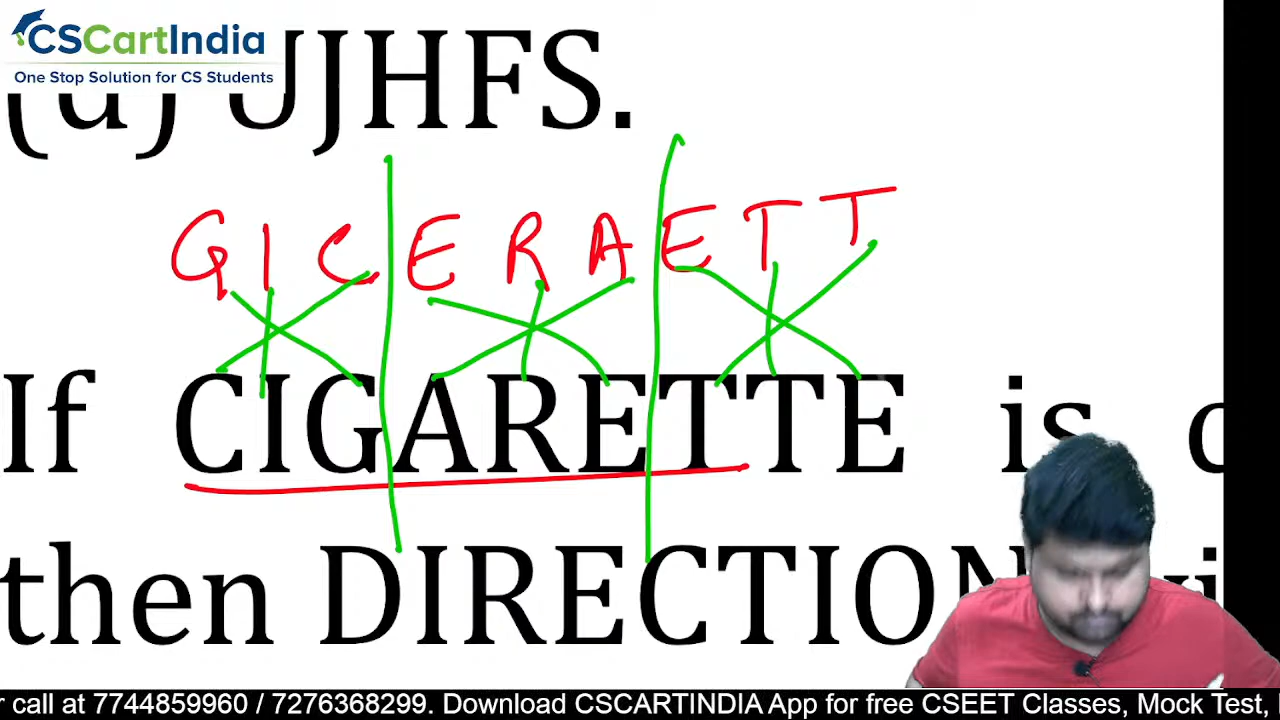 CSCartIndia
One Stop Solution for CS Students
(d) UJHFS.
G I C E R A E T T
If CIGARETTE is
then DIRECTION
call at 7744859960 / 7276368299. Download CSCARTINDIA App for free CSEET Classes, Mock Test,